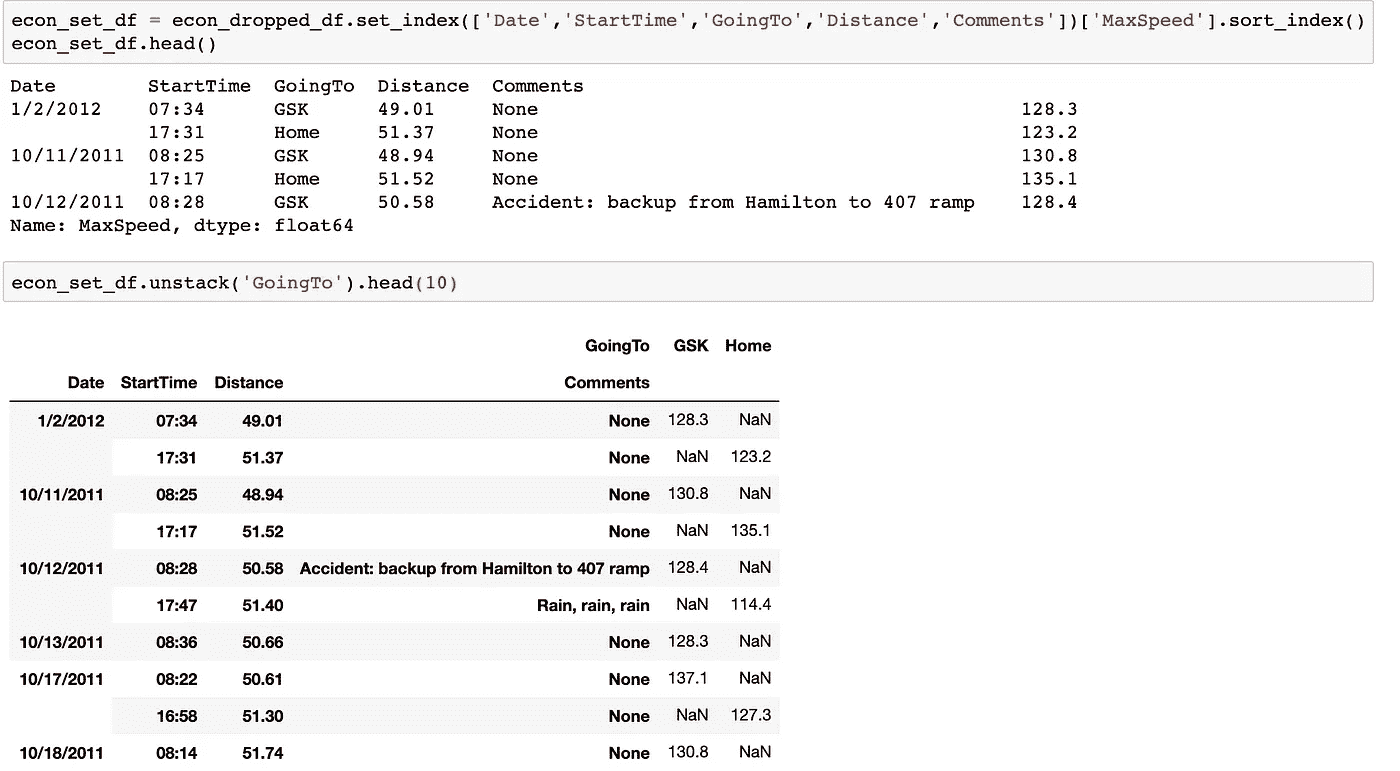 econ_set_df = econ_dropped_df.set_index(['Date','StartTime','GoingTo','Distance','Comments'])['MaxSpeed'].sort_index()
econ_set_df.head()
Date StartTime GoingTo Distance Comments
1/2/2012 07:34 GSK 49.01 None 128.3
17:31 Home 51.37 None 123.2
10/11/2011 08:25 GSK 48.94 None 130.8
17:17 Home 51.52 None 135.1
10/12/2011 08:28 GSK 50.58 Accident: backup from Hamilton to 407 ramp 128.4
Name: MaxSpeed, dtype: float64
econ_set_df.unstack('GoingTo').head(10)
GoingTo GSK Home
Date StartTime Distance Comments
1/2/2012 07:34 49.01 None 128.3 NaN
17:31 51.37 None NaN 123.2
10/11/2011 08:25 48.94 None 130.8 NaN
17:17 51.52 None NaN 135.1
10/12/2011 08:28 50.58 Accident: backup from Hamilton to 407 ramp 128.4 NaN
17:47 51.40 Rain, rain, rain NaN 114.4
10/13/2011 08:36 50.66 None 128.3 NaN
10/17/2011 08:22 50.61 None 137.1 NaN
16:58 51.30 None NaN 127.3
10/18/2011 08:14 51.74 None 130.8 NaN